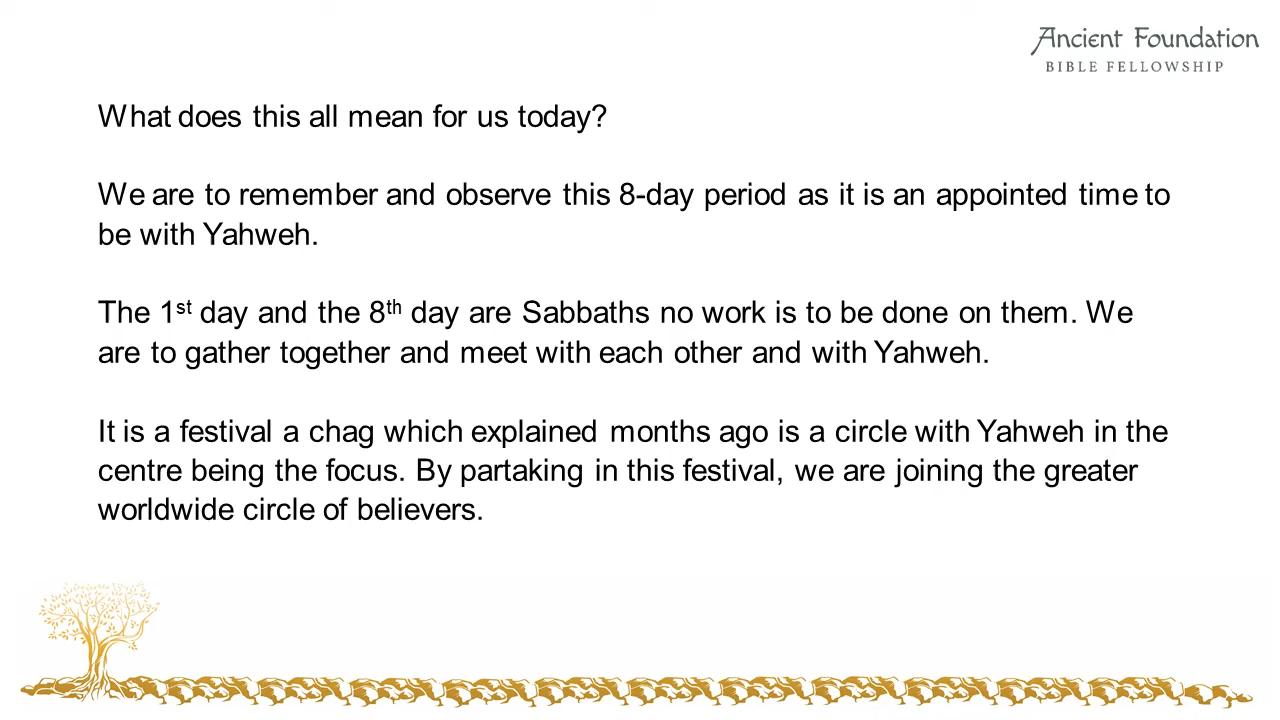 Ancient Foundation
BIBLE FELLOWSHIP
What does this all mean for us today?
We are to remember and observe this 8-day period as it is an appointed time to
be with Yahweh.
The 1st day and the 8th day are Sabbaths no work is to be done on them. We
are to gather together and meet with each other and with Yahweh.
It is a festival a chag which explained months ago is a circle with Yahweh in the
centre being the focus. By partaking in this festival, we are joining the greater
worldwide circle of believers.